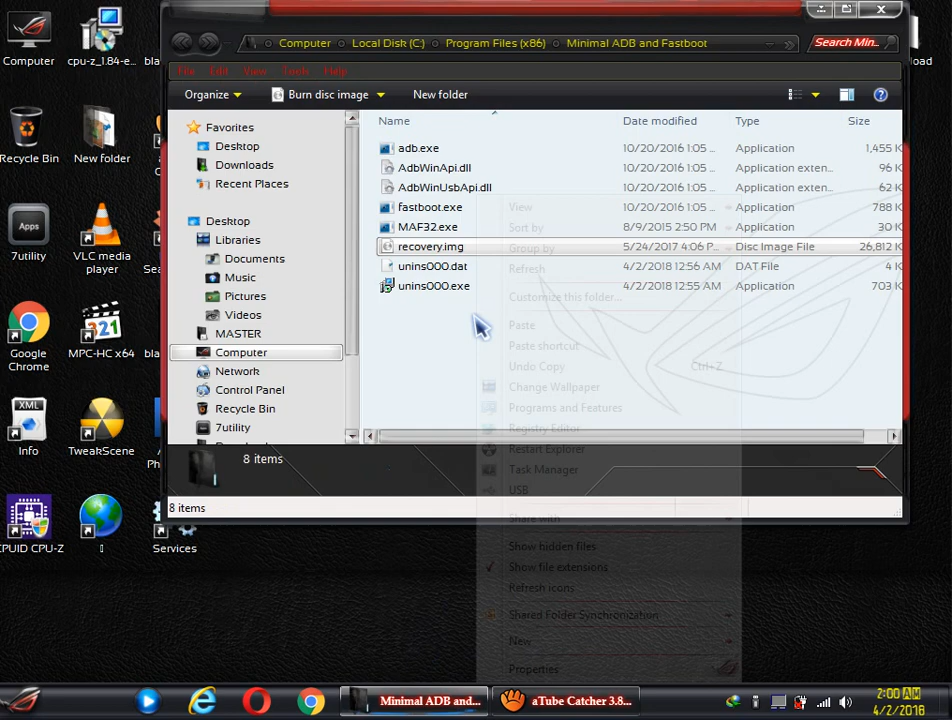 Computer
cpu-z_1.84-e...
bla
load
Computer Local Disk (C:) Program Files (x86) Minimal ADB and Fastboot
Search Min...
File Edit View Tools Help
Organize Burn disc image New folder
Name Date modified Type Size
Favorites
Desktop
Downloads
Recent Places
Desktop
Libraries
Documents
Music
Pictures
Videos
MASTER
Computer
Network
Control Panel
Recycle Bin
7utility
adb.exe 10/20/2016 1:05 ... Application 1,455 K
AdbWinApi.dll 10/20/2016 1:05 ... Application exten... 96 K
AdbWinUsbApi.dll 10/20/2016 1:05 ... Application exten... 62 K
fastboot.exe 10/20/2016 1:05 ... Application 788 K
MAF32.exe 8/9/2015 2:50 PM Application 30 K
recovery.img 5/24/2017 4:06 P... Disc Image File 26,812 K
unins000.dat 4/2/2018 12:56 AM DAT File 4 K
unins000.exe 4/2/2018 12:55 AM Application 703 K
View
Sort by
Group by
Refresh
Customize this folder...
Paste
Paste shortcut
Undo Copy Ctrl+Z
Change Wallpaper
Programs and Features
Registry Editor
Restart Explorer
Task Manager
USB
Share with
Show hidden files
Show file extensions
Refresh icons
Shared Folder Synchronization
New
Properties
8 items
8 items
Recycle Bin
New folder
Apps
7utility
VLC media
player
Sea
Google
Chrome
321
MPC-HC x64
bla
XML
Info
TweakScene
A
Ph
CPUID CPU-Z
Services
Minimal ADB and...
aTube Catcher 3.8...
2:00 AM
4/2/2018